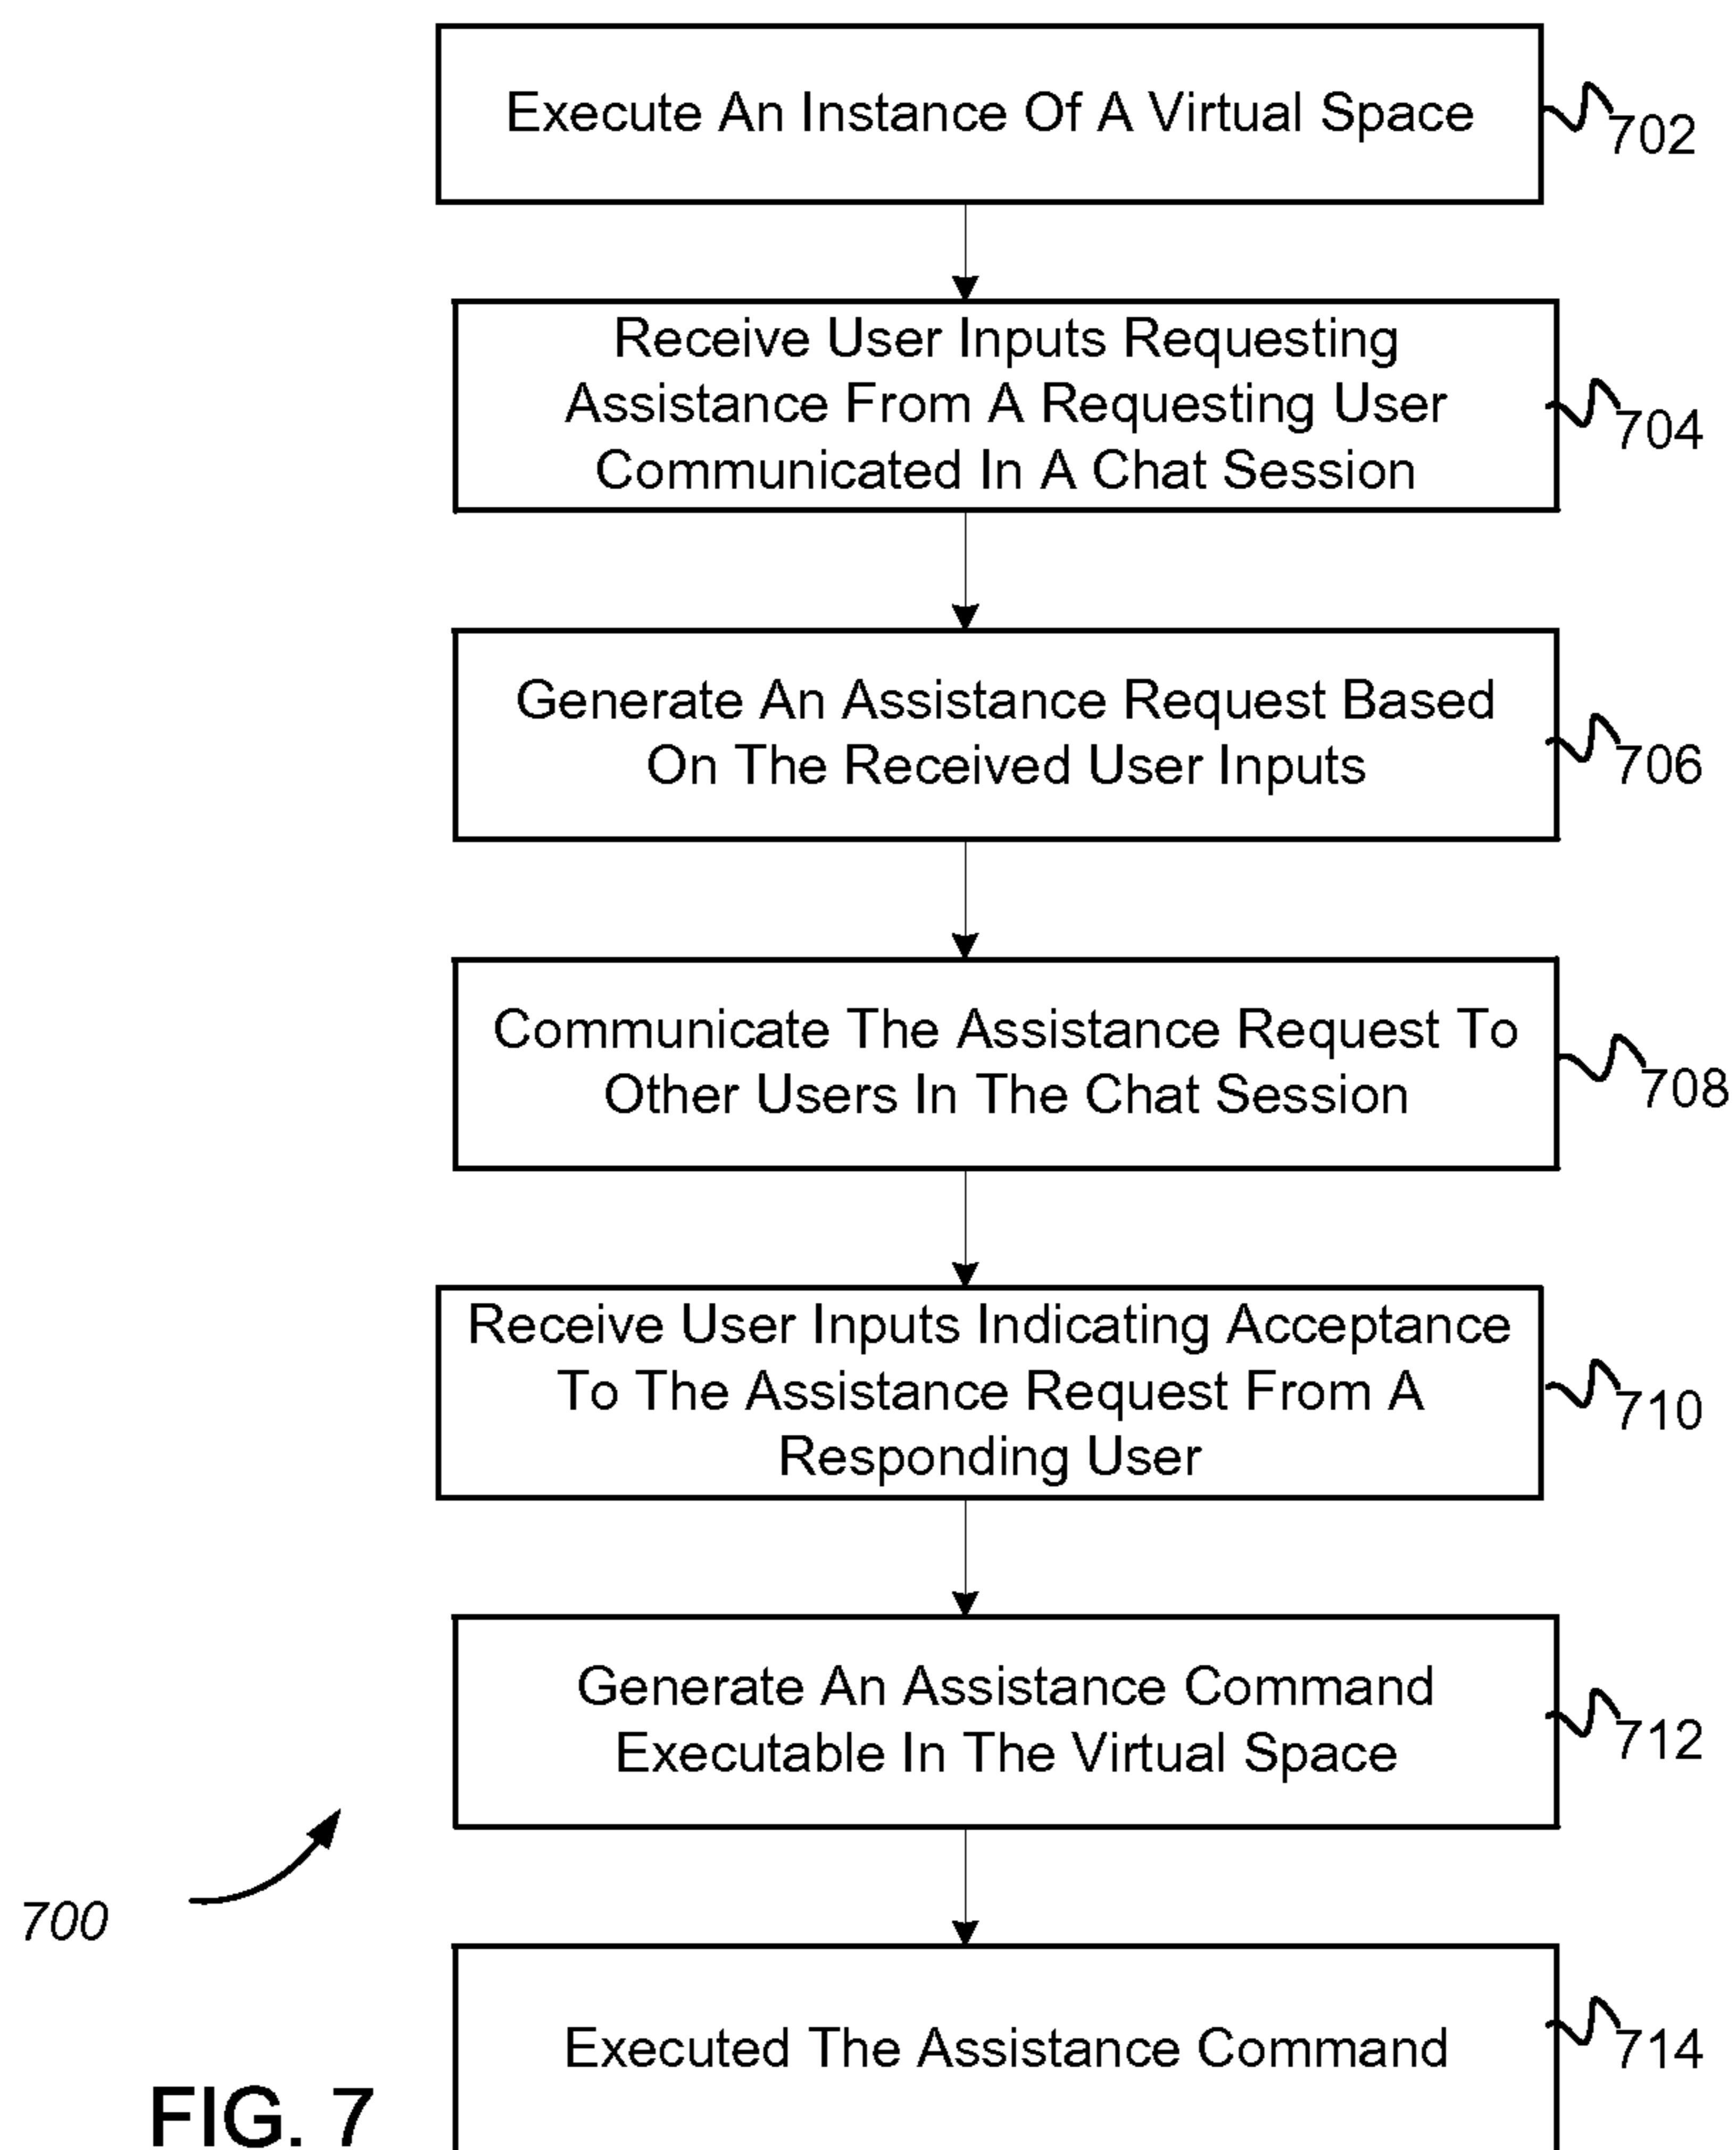 Execute An Instance Of A Virtual Space
702
Receive User Inputs Requesting
Assistance From A Requesting User
Communicated In A Chat Session
704
Generate An Assistance Request Based
On The Received User Inputs
706
Communicate The Assistance Request To
Other Users In The Chat Session
708
Receive User Inputs Indicating Acceptance
To The Assistance Request From A
Responding User
710
Generate An Assistance Command
Executable In The Virtual Space
712
700
Executed The Assistance Command
714
FIG. 7